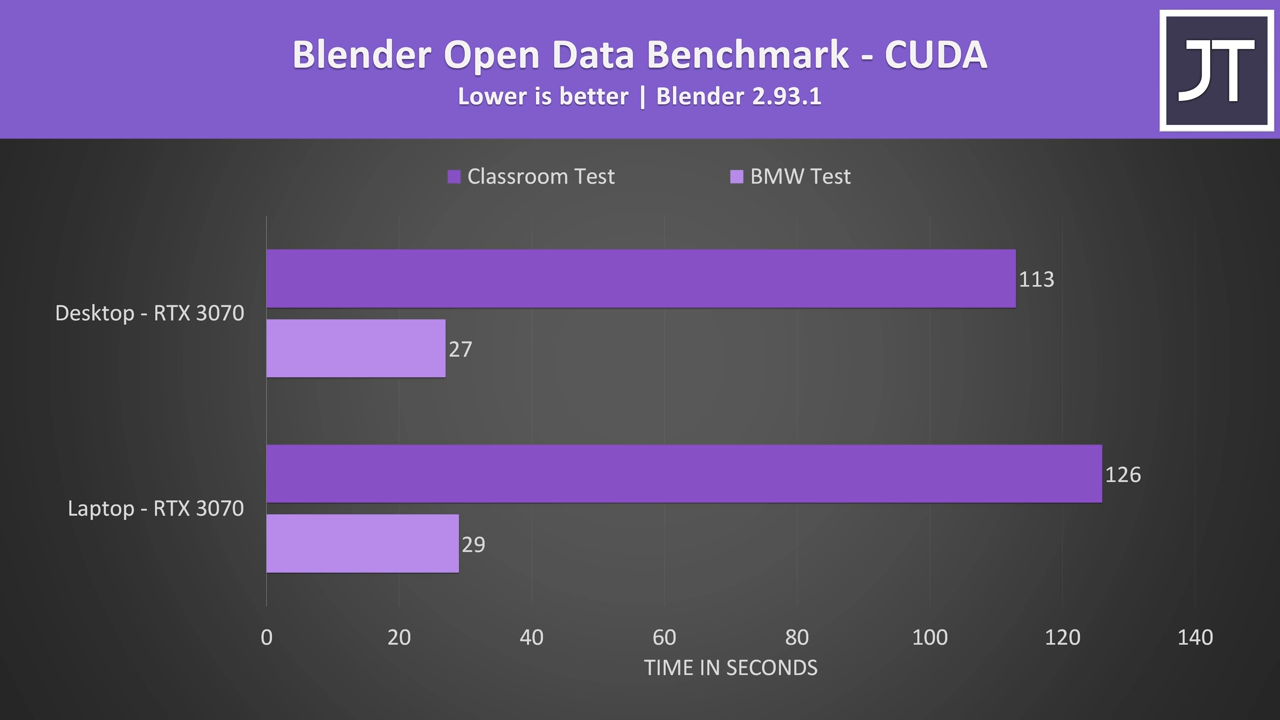 Blender Open Data Benchmark - CUDA
Lower is better | Blender 2.93.1
JT
Classroom Test
BMW Test
Desktop - RTX 3070
113
27
Laptop - RTX 3070
126
29
0 20 40 60 80 100 120 140
TIME IN SECONDS